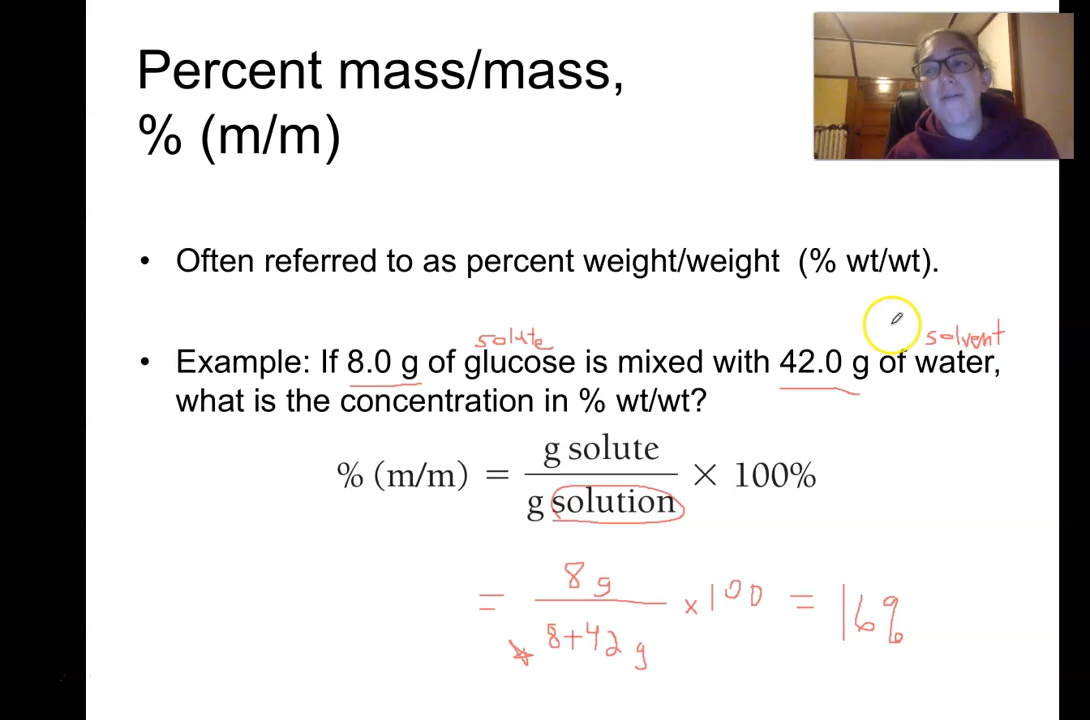 Percent mass/mass,
% (m/m)
• Often referred to as percent weight/weight (% wt/wt).
solute
solvent
• Example: If 8.0 g of glucose is mixed with 42.0 g of water,
what is the concentration in % wt/wt?
% (m/m) = g solute / g solution × 100%
= 8 g / 8+42 g × 100 = 16%